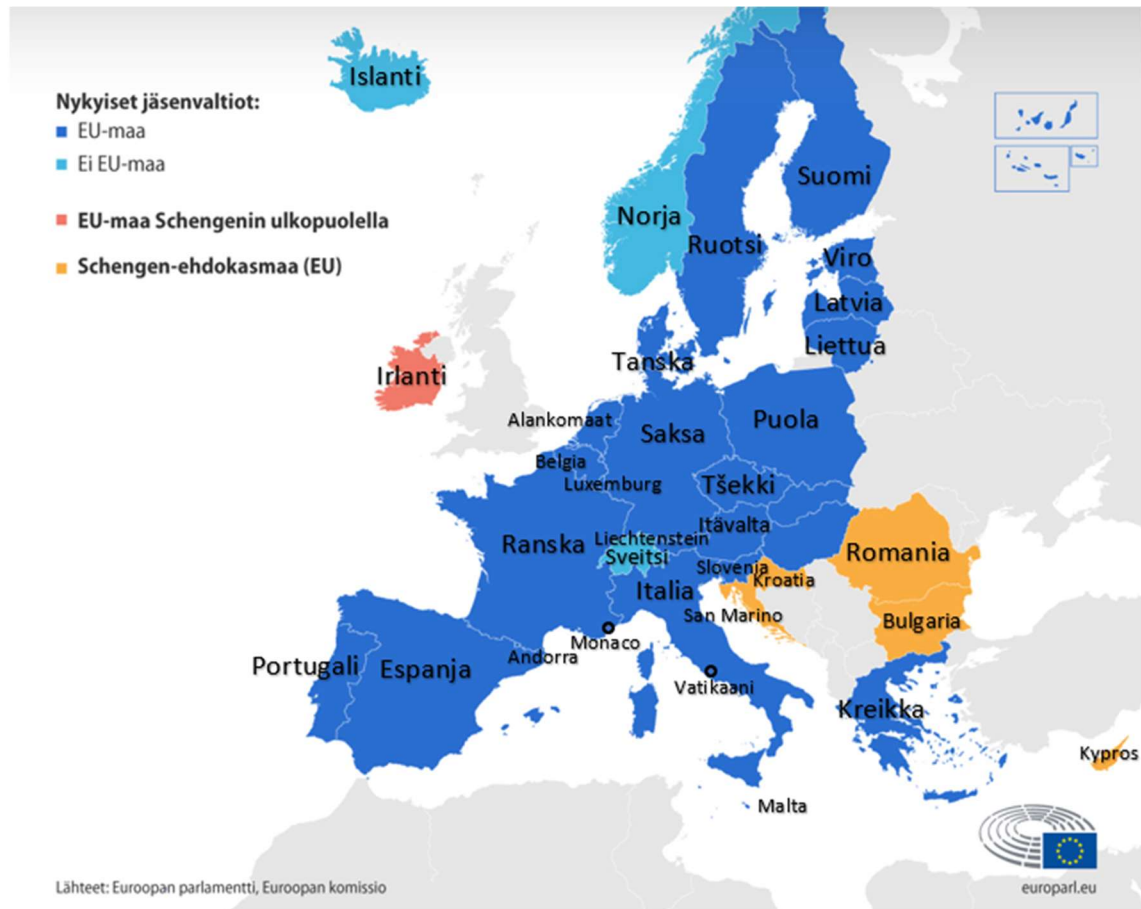 Islanti
Nykyiset jäsenvaltiot:
EU-maa
Ei EU-maa
EU-maa Schengenin ulkopuolella
Schengen-ehdokasmaa (EU)
Suomi
Norja
Ruotsi
Viro
Latvia
Liettua
Tanska
Irlanti
Alankomaat
Saksa
Puola
Belgia
Luxemburg
Tšekki
Itävalta
Ranska
Liechtenstein
Sveitsi
Slovenia
Kroatia
Romania
Italia
San Marino
Bulgaria
Monaco
Andorra
Portugali
Espanja
Vatikaani
Kreikka
Kypros
Malta
Lähteet: Euroopan parlamentti, Euroopan komissio
europarl.eu